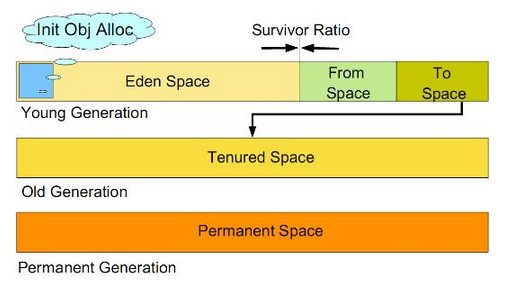 Init Obj Alloc
Survivor Ratio
Eden Space
From
Space
To
Space
Young Generation
Tenured Space
Old Generation
Permanent Space
Permanent Generation